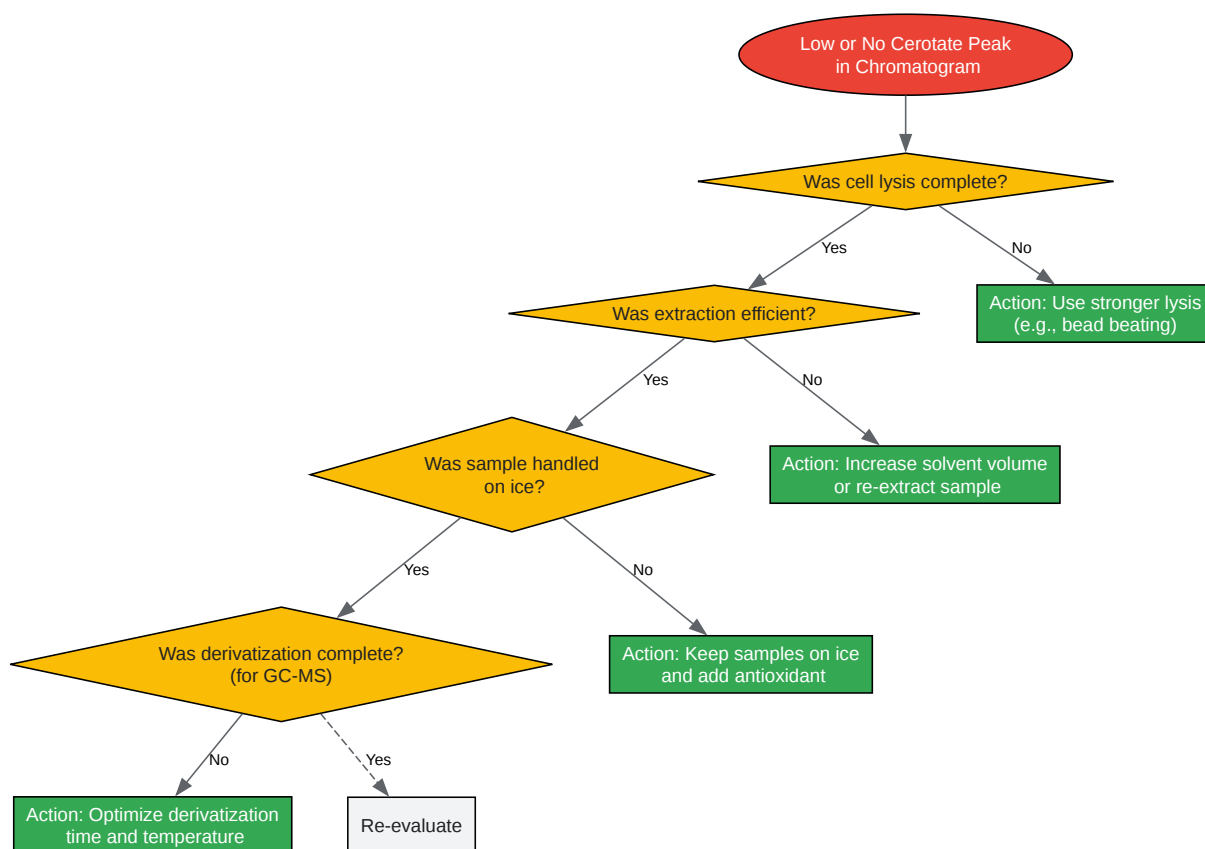 Low or No Cerotate Peak
in Chromatogram
Was cell lysis complete?
Yes
No
Was extraction efficient?
Action: Use stronger lysis
(e.g., bead beating)
Yes
No
Was sample handled
on ice?
Action: Increase solvent volume
or re-extract sample
Yes
No
Was derivatization complete?
(for GC-MS)
Action: Keep samples on ice
and add antioxidant
No
Yes
Action: Optimize derivatization
time and temperature
Re-evaluate